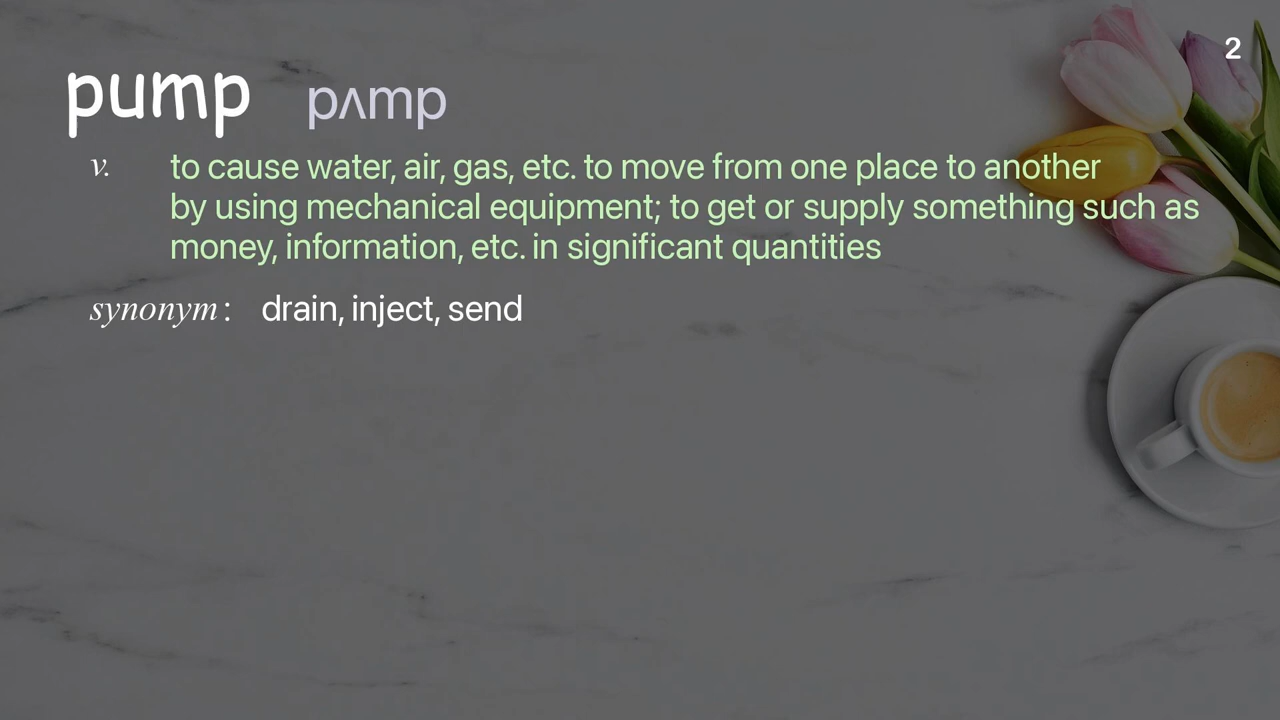 2
pump pʌmp
v. to cause water, air, gas, etc. to move from one place to another
by using mechanical equipment; to get or supply something such as
money, information, etc. in significant quantities
synonym : drain, inject, send